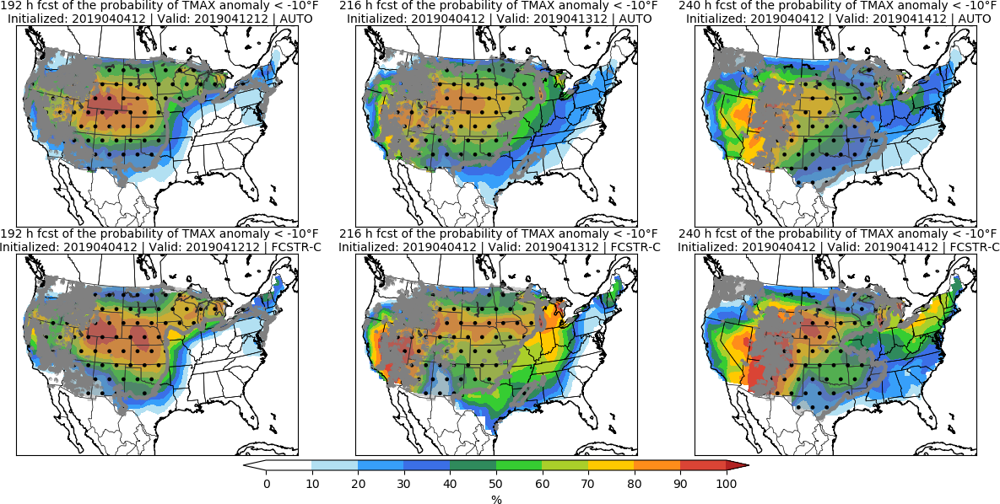 192 h fcst of the probability of TMAX anomaly < -10°F
Initialized: 2019040412 | Valid: 2019041212 | AUTO
216 h fcst of the probability of TMAX anomaly < -10°F
Initialized: 2019040412 | Valid: 2019041312 | AUTO
240 h fcst of the probability of TMAX anomaly < -10°F
Initialized: 2019040412 | Valid: 2019041412 | AUTO
192 h fcst of the probability of TMAX anomaly < -10°F
Initialized: 2019040412 | Valid: 2019041212 | FCSTR-C
216 h fcst of the probability of TMAX anomaly < -10°F
Initialized: 2019040412 | Valid: 2019041312 | FCSTR-C
240 h fcst of the probability of TMAX anomaly < -10°F
Initialized: 2019040412 | Valid: 2019041412 | FCSTR-C
0 10 20 30 40 50 60 70 80 90 100
%